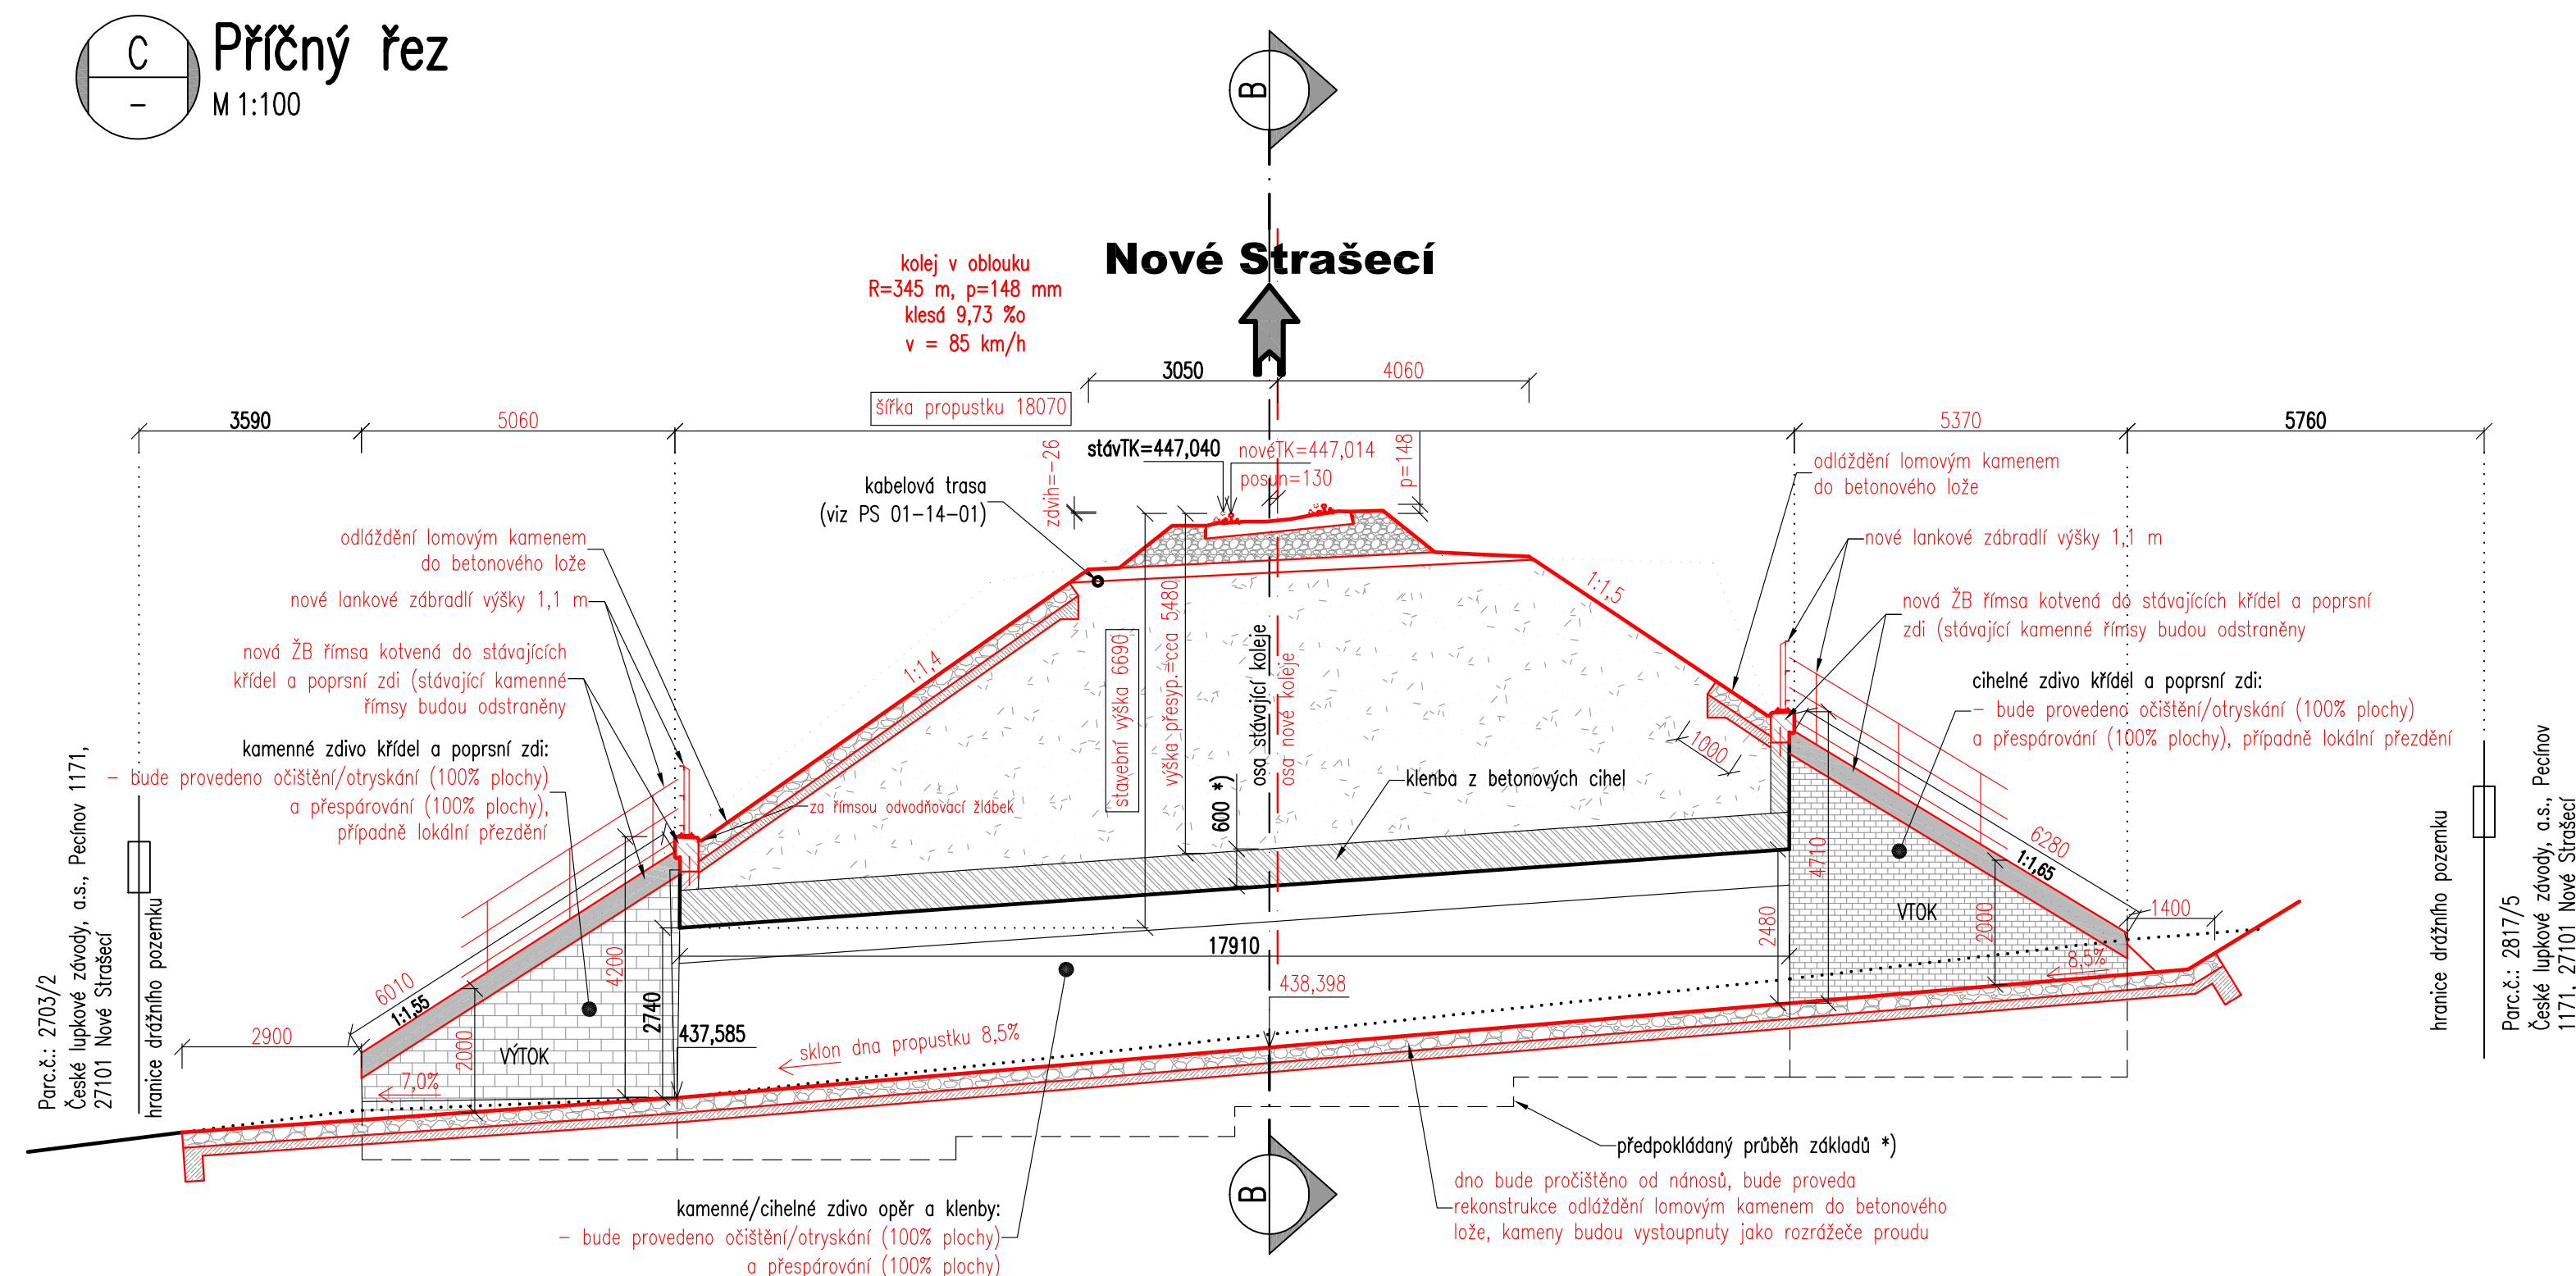 C
-
Příčný řez
M 1:100
B
Nové Strašecí
kolej v oblouku
R=345 m, p=148 mm
klesá 9,73 %o
v = 85 km/h
3050
4060
šířka propustku 18070
3590
5060
5370
5760
stávTK=447,040
novéTK=447,014
posun=130
zdvih=-26
p=148
kabelová trasa
(viz PS 01-14-01)
odláždění lomovým kamenem
do betonového lože
nové lankové zábradlí výšky 1,1 m
nová ŽB římsa kotvená do stávajících
křídel a poprsní zdi (stávající kamenné
římsy budou odstraněny
kamenné zdivo křídel a poprsní zdi:
- bude provedeno očištění/otryskání (100% plochy)
a přespárování (100% plochy),
případně lokální přezdění
odláždění lomovým kamenem
do betonového lože
nové lankové zábradlí výšky 1,1 m
nová ŽB římsa kotvená do stávajících křídel a poprsní
zdi (stávající kamenné římsy budou odstraněny
cihelné zdivo křídel a poprsní zdi:
- bude provedeno očištění/otryskání (100% plochy)
a přespárování (100% plochy), případně lokální přezdění
1:1,4
1:1,5
stavební výška 6690
výška přesyp.=cca 5480
osa stávající koleje
osa nové koleje
600 *)
1000
klenba z betonových cihel
za římsou odvodňovací žlábek
Parc.č.: 2703/2
České lupkové závody, a.s., Pecínov 1171,
27101 Nové Strašecí
hranice drážního pozemku
hranice drážního pozemku
Parc.č.: 2817/5
České lupkové závody, a.s., Pecínov
1171, 27101 Nové Strašecí
6010
1:1,55
4200
2740
2000
2900
VÝTOK
7,0%
437,585
17910
438,398
sklon dna propustku 8,5%
2480
4710
6280
1:1,65
VTOK
2000
1400
8,5%
předpokládaný průběh základů *)
dno bude pročištěno od nánosů, bude proveda
rekonstrukce odláždění lomovým kamenem do betonového
lože, kameny budou vystoupnuty jako rozrážeče proudu
kamenné/cihelné zdivo opěr a klenby:
- bude provedeno očištění/otryskání (100% plochy)
a přespárování (100% plochy)
B